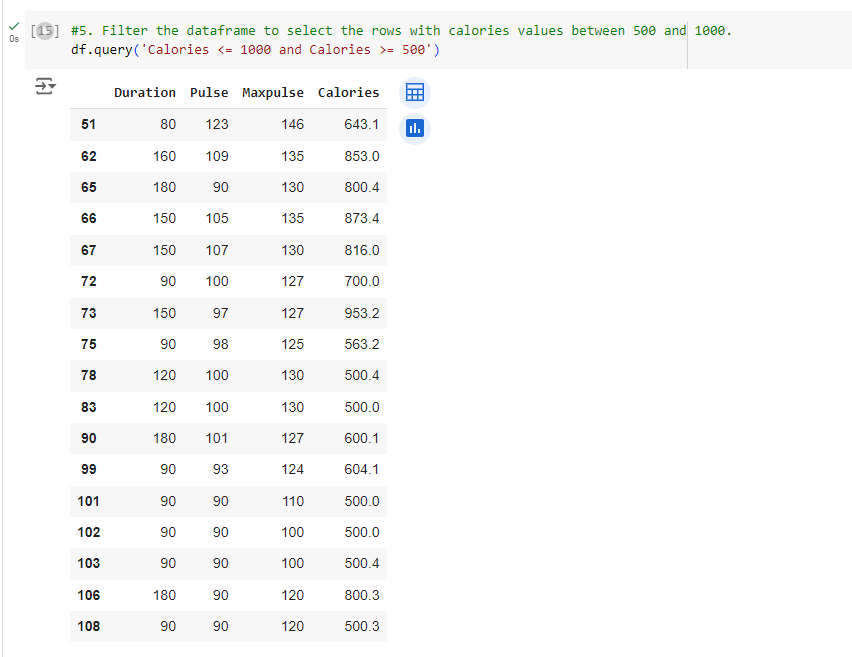 [15] #5. Filter the dataframe to select the rows with calories values between 500 and 1000.
0s df.query('Calories <= 1000 and Calories >= 500')
Duration Pulse Maxpulse Calories
51 80 123 146 643.1
62 160 109 135 853.0
65 180 90 130 800.4
66 150 105 135 873.4
67 150 107 130 816.0
72 90 100 127 700.0
73 150 97 127 953.2
75 90 98 125 563.2
78 120 100 130 500.4
83 120 100 130 500.0
90 180 101 127 600.1
99 90 93 124 604.1
101 90 90 110 500.0
102 90 90 100 500.0
103 90 90 100 500.4
106 180 90 120 800.3
108 90 90 120 500.3